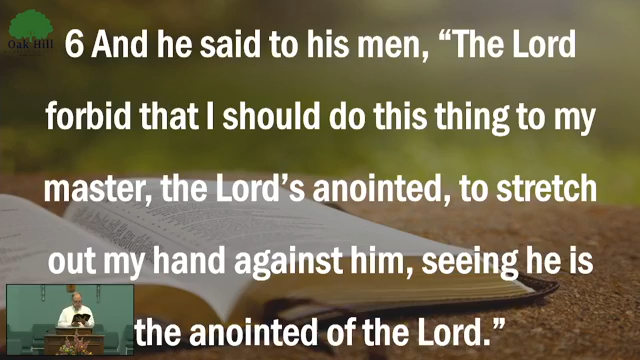 Oak Hill
6 And he said to his men, “The Lord
forbid that I should do this thing to my
master, the Lord’s anointed, to stretch
out my hand against him, seeing he is
the anointed of the Lord.”